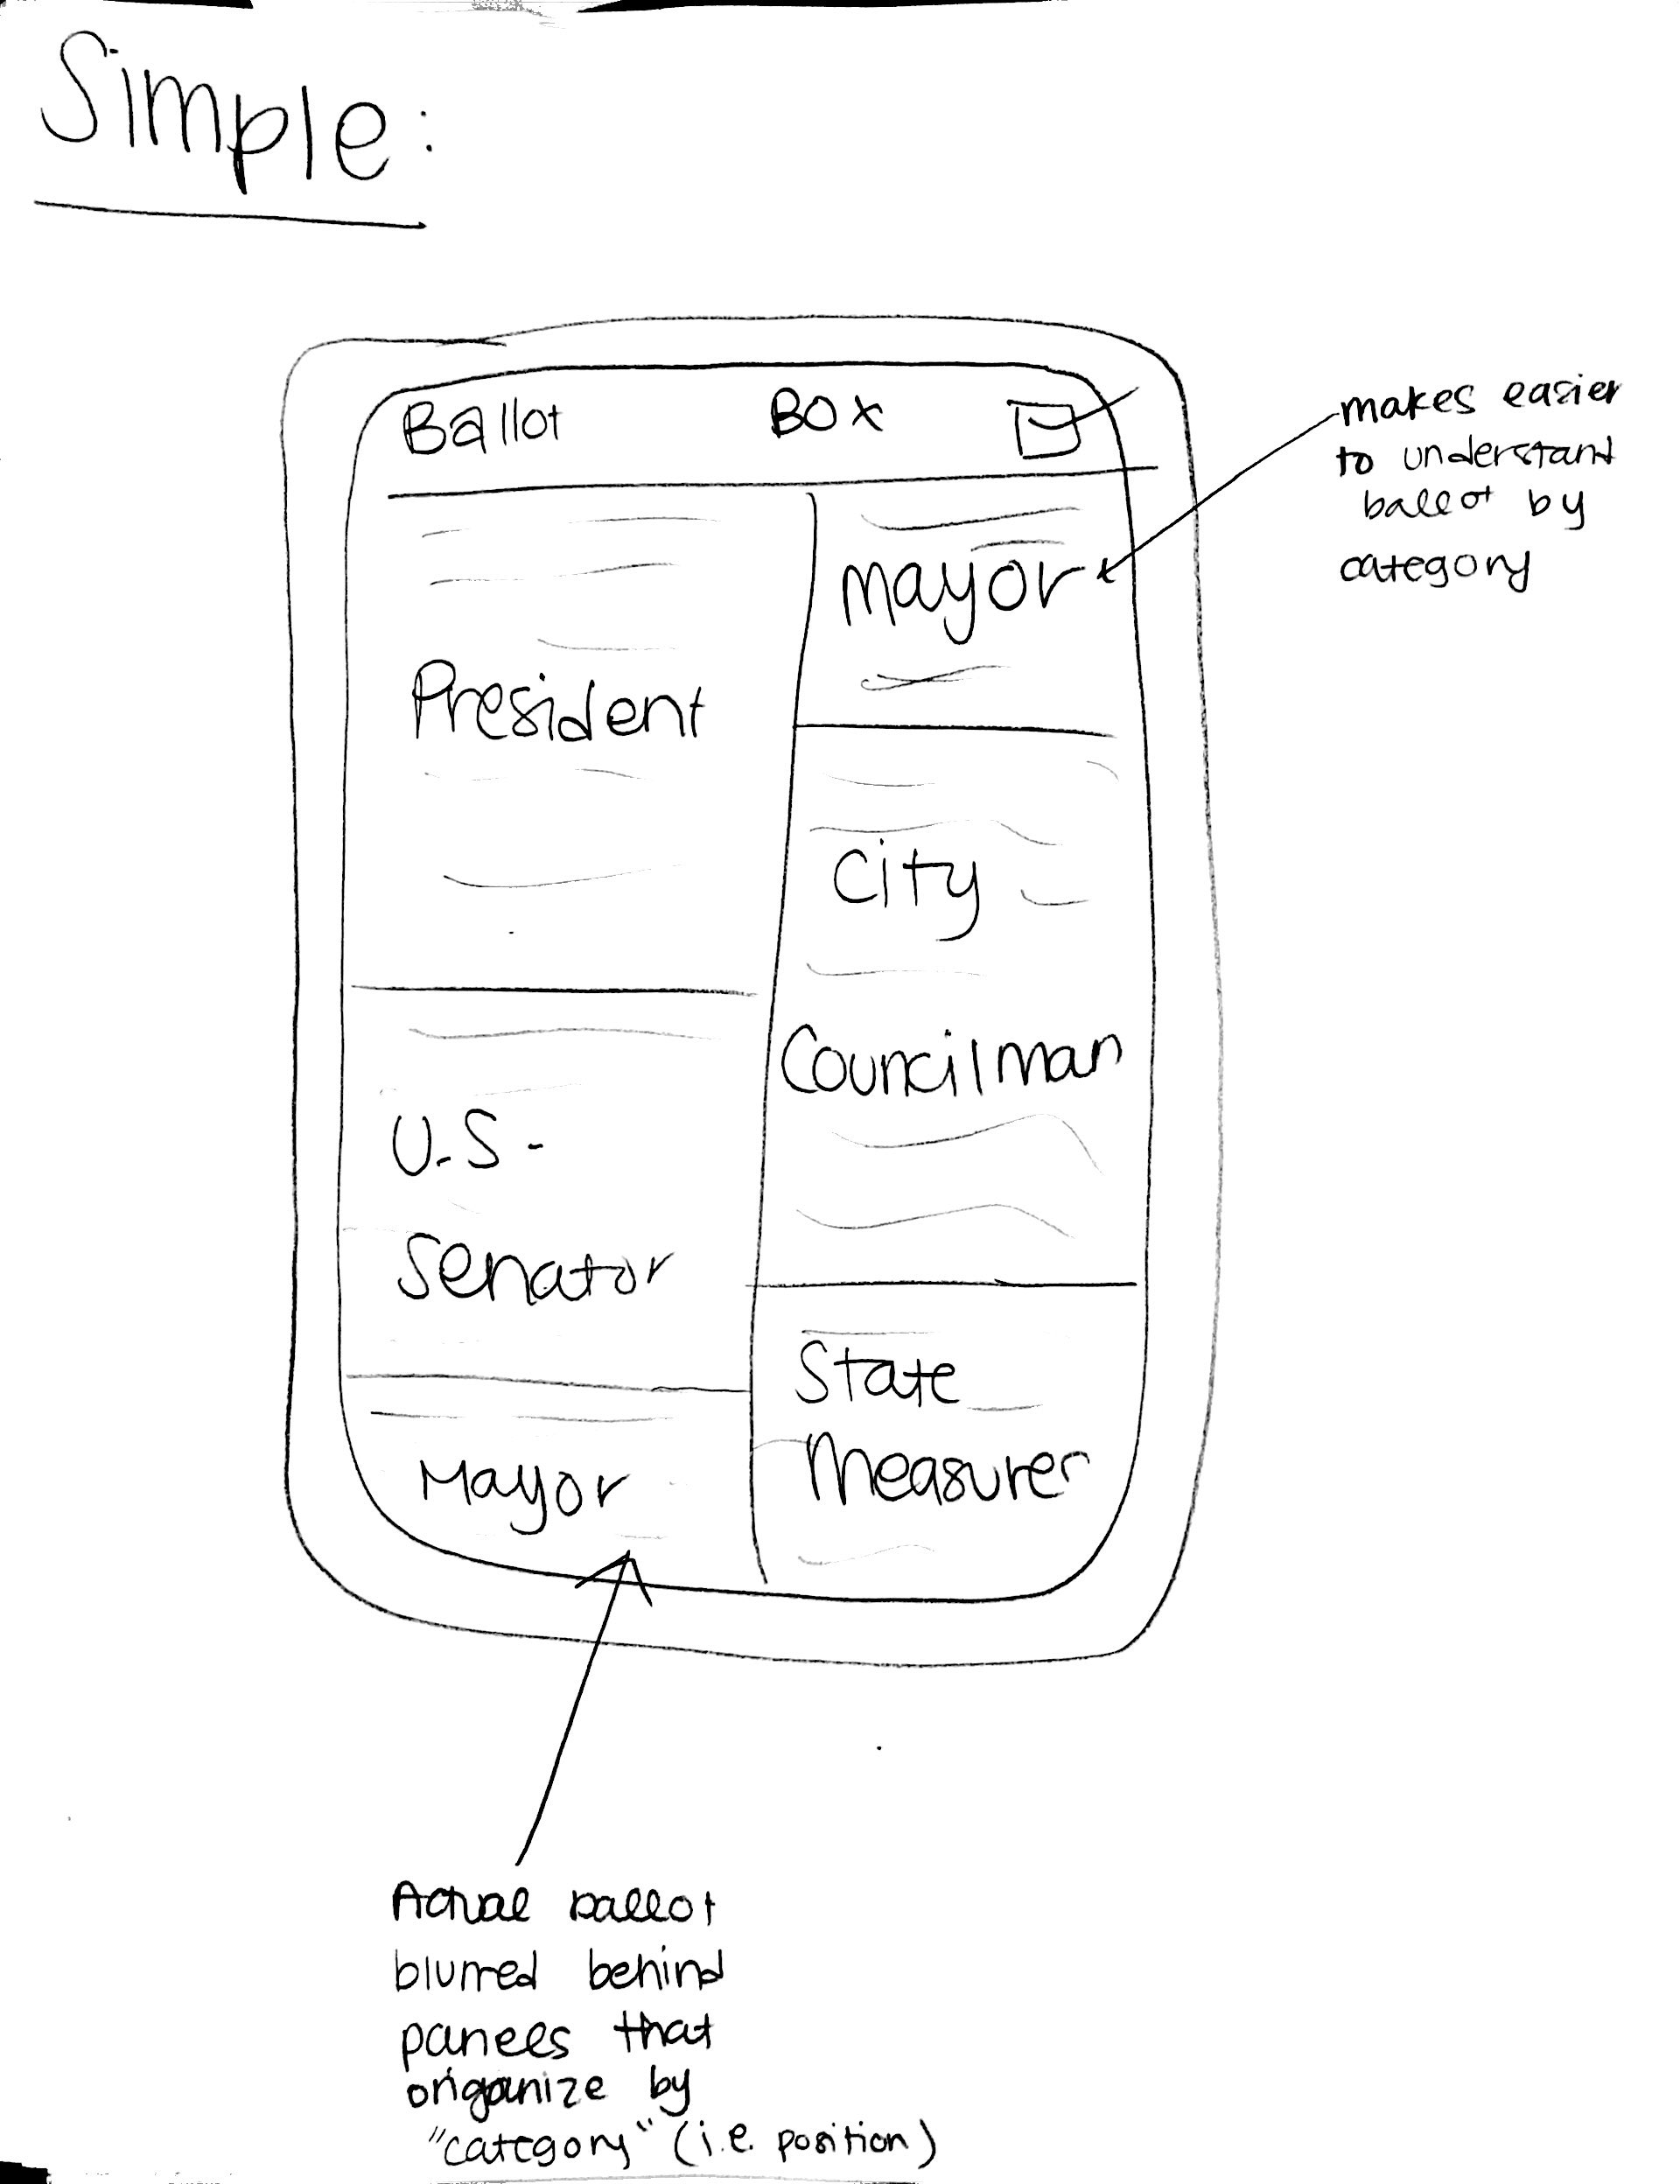 Simple:
Ballot BOX
President
U.S.
Senator
Mayor
Mayor
City
Councilman
State
Measures
makes easier
to understand
ballot by
category
Actual ballot
blurred behind
panels that
organize by
"category" (i.e. position)